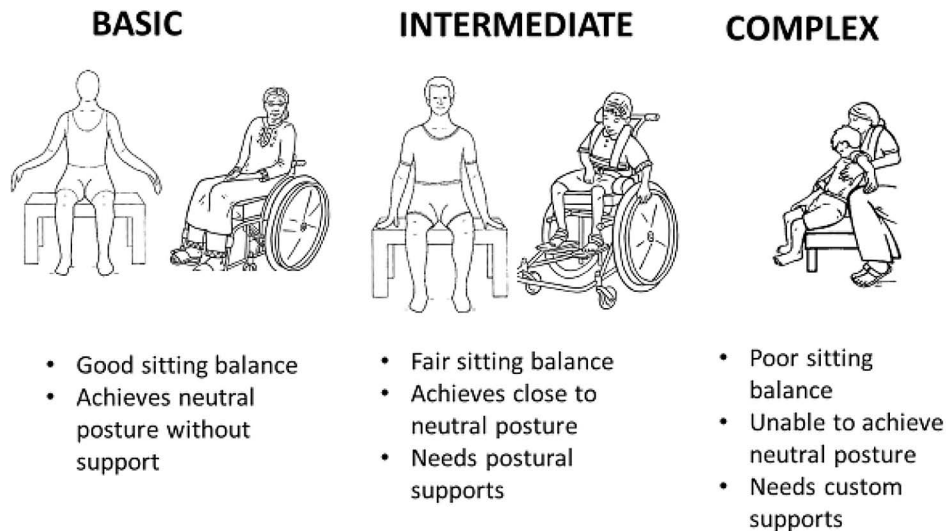 BASIC
INTERMEDIATE
COMPLEX
• Good sitting balance
• Achieves neutral
posture without
support
• Fair sitting balance
• Achieves close to
neutral posture
• Needs postural
supports
• Poor sitting
balance
• Unable to achieve
neutral posture
• Needs custom
supports